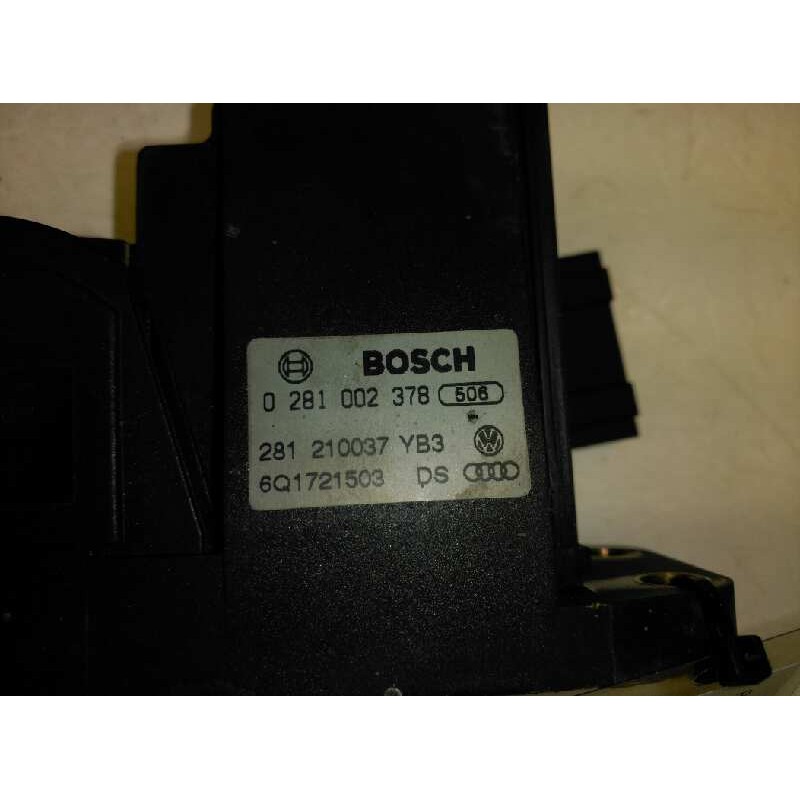 BOSCH
0 281 002 378 506
281 210037 YB3
6Q1721503 DS